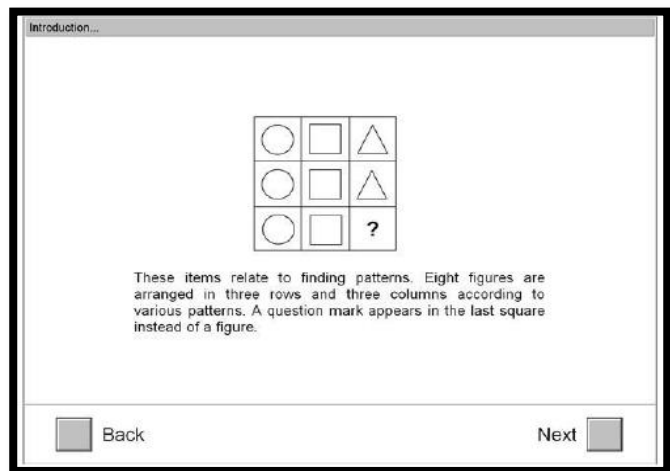 Introduction...
?
These items relate to finding patterns. Eight figures are
arranged in three rows and three columns according to
various patterns. A question mark appears in the last square
instead of a figure.
Back
Next